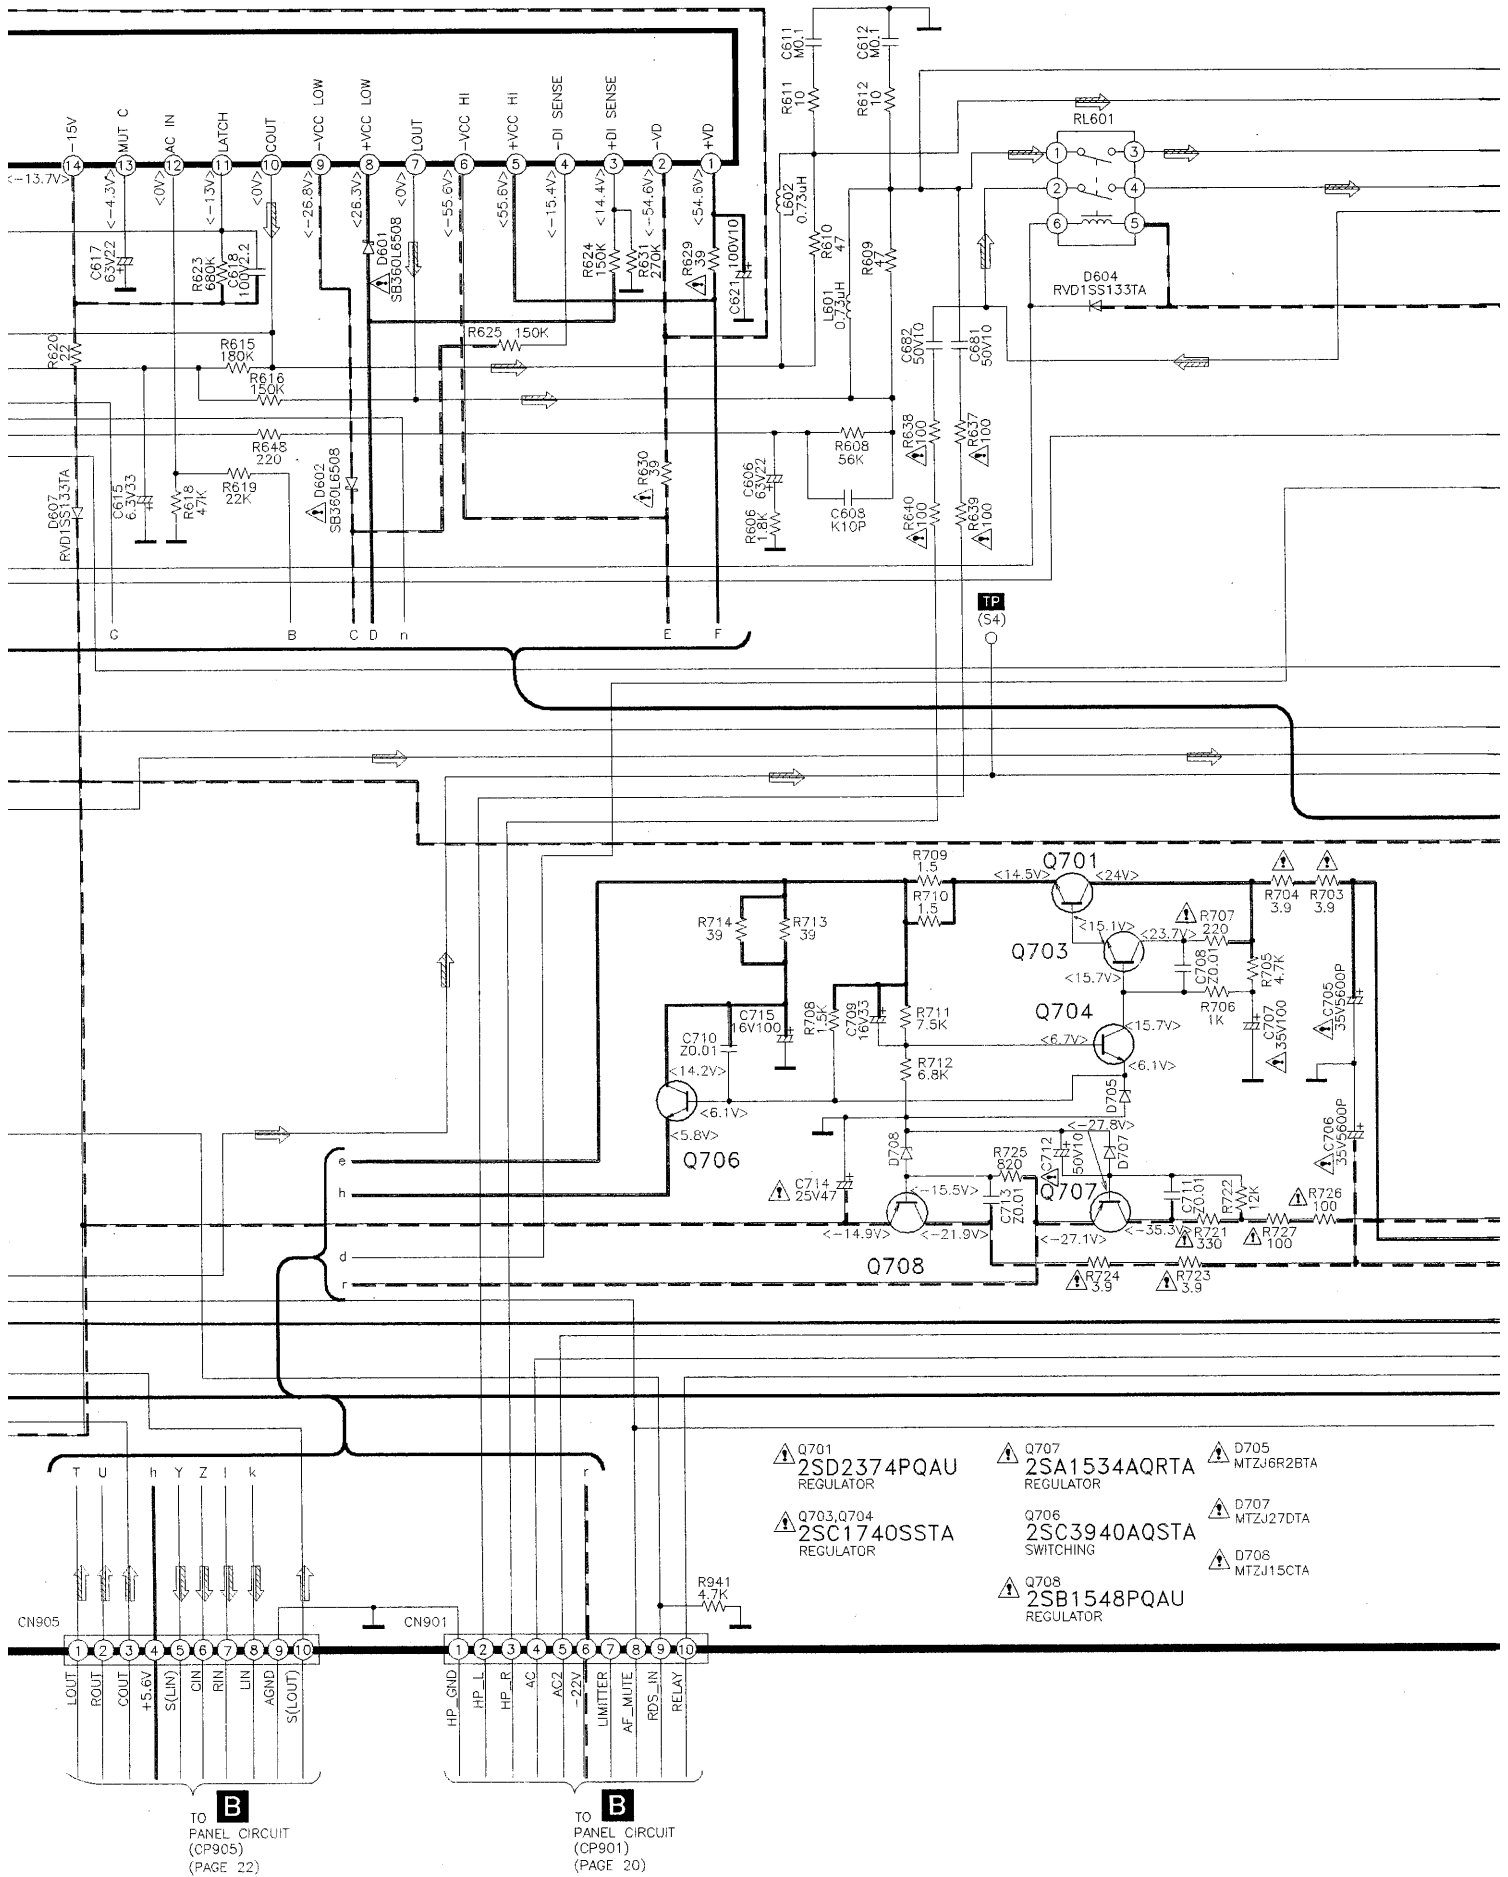 C611
M0.1
C612
M0.1
R611
10
R612
10
RL601
-15V
MUT C
AC IN
LATCH
COUT
-VCC LOW
+VCC LOW
LOUT
-VCC HI
+VCC HI
-DI SENSE
+DI SENSE
-VD
+VD
14 13 12 11 10 9 8 7 6 5 4 3 2 1
<-13.7V>
<-4.3V>
<0V>
<-13V>
<0V>
<-26.8V>
<26.3V>
<0V>
<-55.6V>
<55.6V>
<-15.4V>
<14.4V>
<-54.6V>
<54.6V>
1 3
2 4
6 5
L602
0.73uH
R610
47
R609
47
L601
0.73uH
C617
63V22
R623
680K
C618
100V2.2
D601
SB360L6508
R624
150K
R631
270K
R629
39
C621
100V10
D604
RVD1SS133TA
R620
22
R615
180K
R616
150K
R625 150K
C682
50V10
C681
50V10
R648
220
R608
56K
R638
100
R637
100
D607
RVD1SS133TA
C615
6.3V33
R618
47K
R619
22K
D602
SB360L6508
R630
39
C606
63V22
R606
1.8K
C608
K10P
R640
100
R639
100
TP
(S4)
G B C D n E F
R709
1.5
R710
1.5
Q701
<14.5V>
<24V>
R704
3.9
R703
3.9
R714
39
R713
39
<15.1V>
<23.7V>
R707
220
Q703
<15.7V>
C708
Z0.01
R705
4.7K
R706
1K
C707
35V100
C705
35V5600P
C715
16V100
R708
1.5K
C709
16V33
R711
7.5K
Q704
<15.7V>
<6.7V>
<6.1V>
C710
Z0.01
<14.2V>
R712
6.8K
D705
<6.1V>
<5.8V>
Q706
<-27.8V>
D708
R725
820
C712
50V10
D707
C706
35V5600P
e
h
d
r
C714
25V47
<-15.5V>
C713
Z0.01
Q707
C711
Z0.01
R722
12K
R726
100
<-14.9V>
<-21.9V>
<-27.1V>
<-35.3V>
R721
330
R727
100
Q708
R724
3.9
R723
3.9
T U h Y Z l k
r
Q701
2SD2374PQAU
REGULATOR
Q703,Q704
2SC1740SSTA
REGULATOR
Q707
2SA1534AQRTA
REGULATOR
Q706
2SC3940AQSTA
SWITCHING
Q708
2SB1548PQAU
REGULATOR
D705
MTZJ6R2BTA
D707
MTZJ27DTA
D708
MTZJ15CTA
R941
4.7K
CN905
CN901
1 2 3 4 5 6 7 8 9 10
1 2 3 4 5 6 7 8 9 10
LOUT
ROUT
COUT
+5.6V
S(LIN)
CIN
RIN
LIN
AGND
S(LOUT)
HP_GND
HP_L
HP_R
AC
AC2
-22V
LIMITTER
AF_MUTE
RDS_IN
RELAY
TO B
PANEL CIRCUIT
(CP905)
(PAGE 22)
TO B
PANEL CIRCUIT
(CP901)
(PAGE 20)